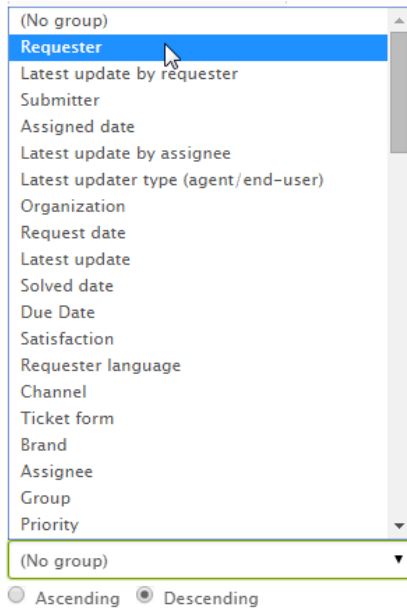 (No group)
Requester
Latest update by requester
Submitter
Assigned date
Latest update by assignee
Latest updater type (agent/end-user)
Organization
Request date
Latest update
Solved date
Due Date
Satisfaction
Requester language
Channel
Ticket form
Brand
Assignee
Group
Priority
(No group)
Ascending Descending